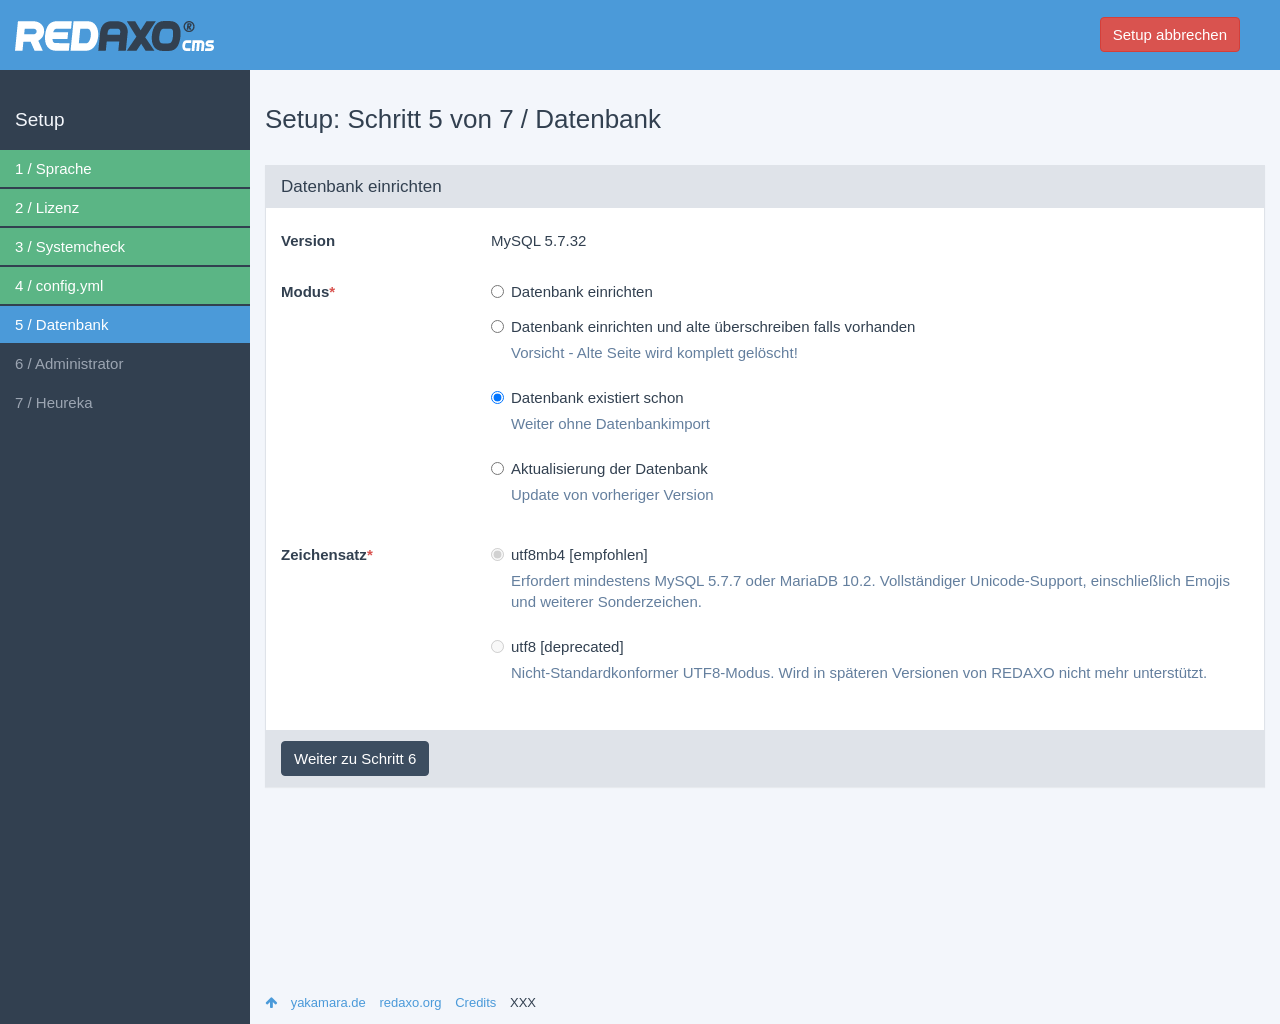 REDAXO® cms
Setup abbrechen
Setup
1 / Sprache
2 / Lizenz
3 / Systemcheck
4 / config.yml
5 / Datenbank
6 / Administrator
7 / Heureka
Setup: Schritt 5 von 7 / Datenbank
Datenbank einrichten
Version MySQL 5.7.32
Modus* Datenbank einrichten
Datenbank einrichten und alte überschreiben falls vorhanden
Vorsicht - Alte Seite wird komplett gelöscht!
Datenbank existiert schon
Weiter ohne Datenbankimport
Aktualisierung der Datenbank
Update von vorheriger Version
Zeichensatz* utf8mb4 [empfohlen]
Erfordert mindestens MySQL 5.7.7 oder MariaDB 10.2. Vollständiger Unicode-Support, einschließlich Emojis
und weiterer Sonderzeichen.
utf8 [deprecated]
Nicht-Standardkonformer UTF8-Modus. Wird in späteren Versionen von REDAXO nicht mehr unterstützt.
Weiter zu Schritt 6
yakamara.de redaxo.org Credits XXX